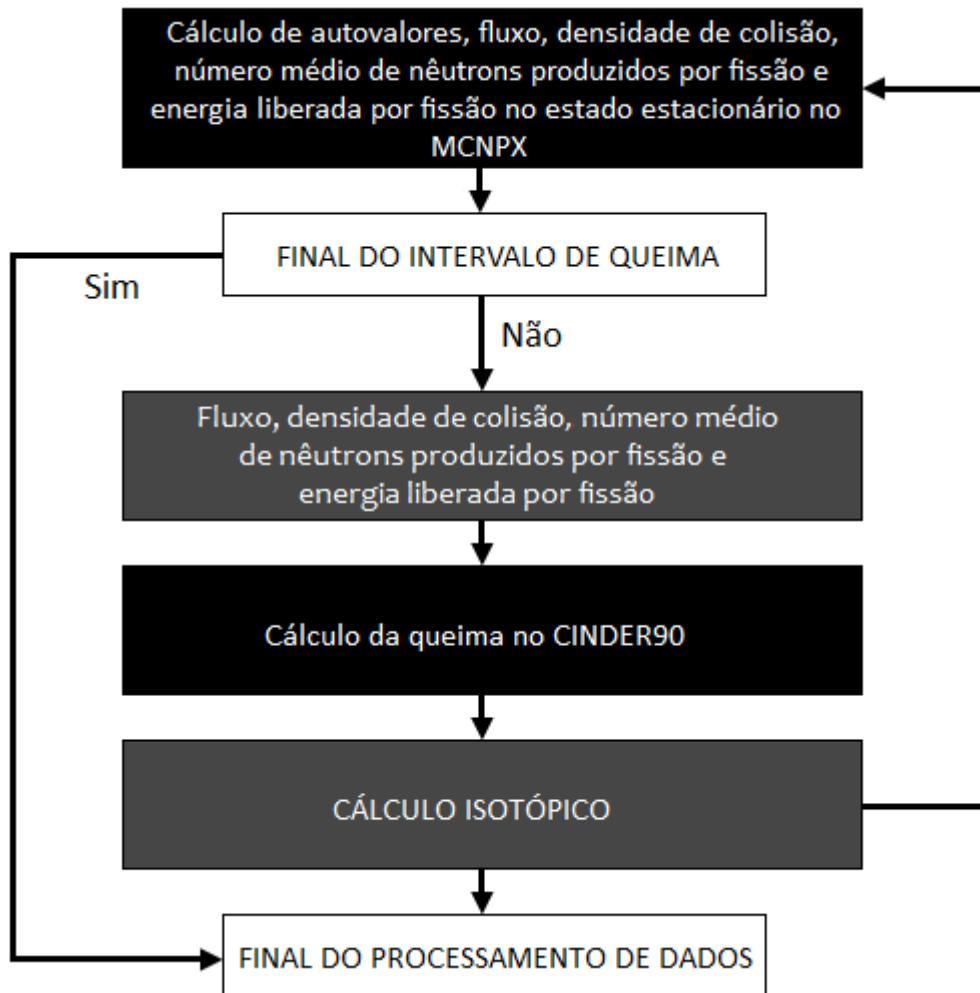 Cálculo de autovalores, fluxo, densidade de colisão,
número médio de nêutrons produzidos por fissão e
energia liberada por fissão no estado estacionário no
MCNPX
FINAL DO INTERVALO DE QUEIMA
Sim
Não
Fluxo, densidade de colisão, número médio
de nêutrons produzidos por fissão e
energia liberada por fissão
Cálculo da queima no CINDER90
CÁLCULO ISOTÓPICO
FINAL DO PROCESSAMENTO DE DADOS